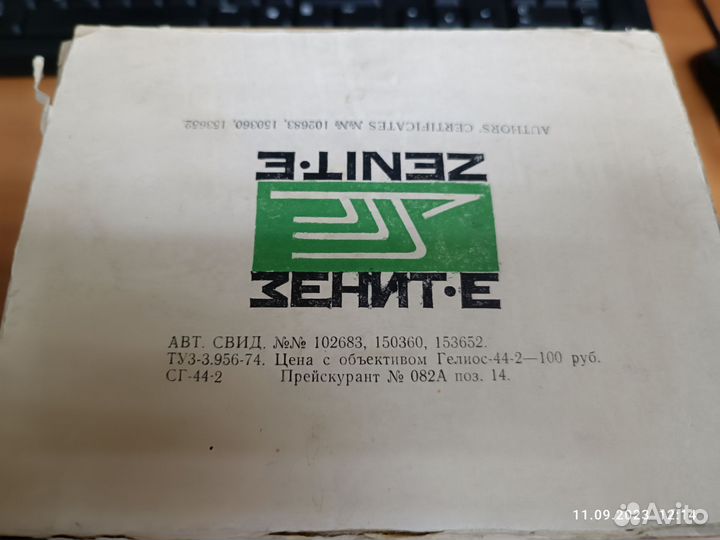 AUTHORS' CERTIFICATES №№ 102683, 150360, 153652.
ZENIT·E
ЗЕНИТ·Е
АВТ. СВИД. №№ 102683, 150360, 153652.
ТУЗ-3.956-74. Цена с объективом Гелиос-44-2—100 руб.
СГ-44-2 Прейскурант № 082А поз. 14.
11.09.2023 12:14
Avito